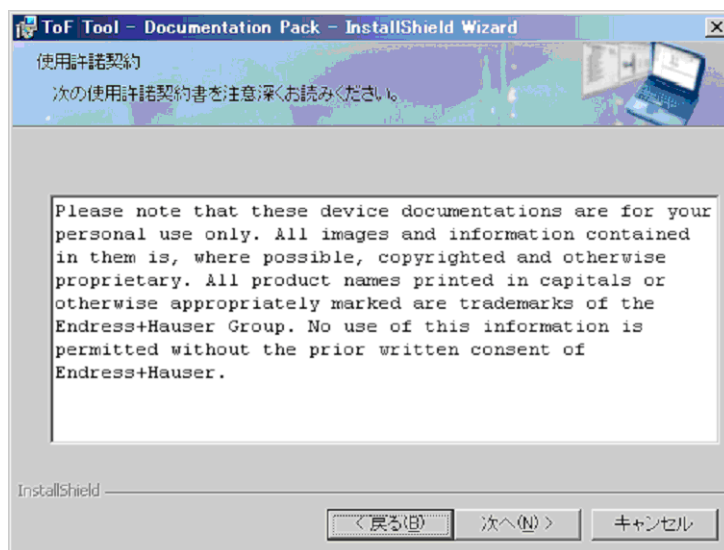 ToF Tool - Documentation Pack - InstallShield Wizard
使用許諾契約
次の使用許諾契約書を注意深くお読みください。
Please note that these device documentations are for your
personal use only. All images and information contained
in them is, where possible, copyrighted and otherwise
proprietary. All product names printed in capitals or
otherwise appropriately marked are trademarks of the
Endress+Hauser Group. No use of this information is
permitted without the prior written consent of
Endress+Hauser.
InstallShield
< 戻る(B)
次へ(N) >
キャンセル